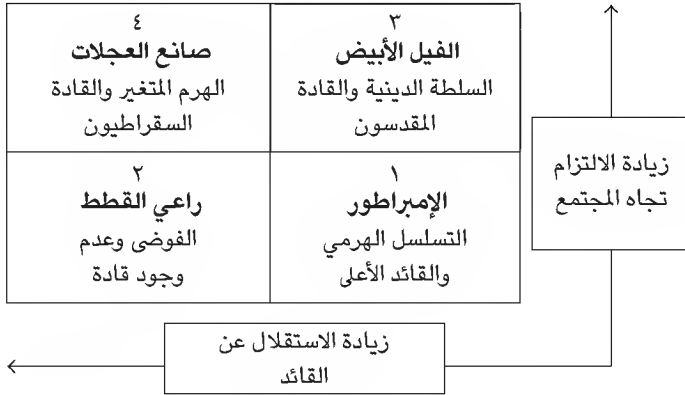 ٣
الفيل الأبيض
السلطة الدينية والقادة
المقدسون
٤
صانع العجلات
الهرم المتغير والقادة
السقراطيون
١
الإمبراطور
التسلسل الهرمي
والقائد الأعلى
٢
راعي القطط
الفوضى وعدم
وجود قادة
زيادة الالتزام
تجاه المجتمع
زيادة الاستقلال عن
القائد